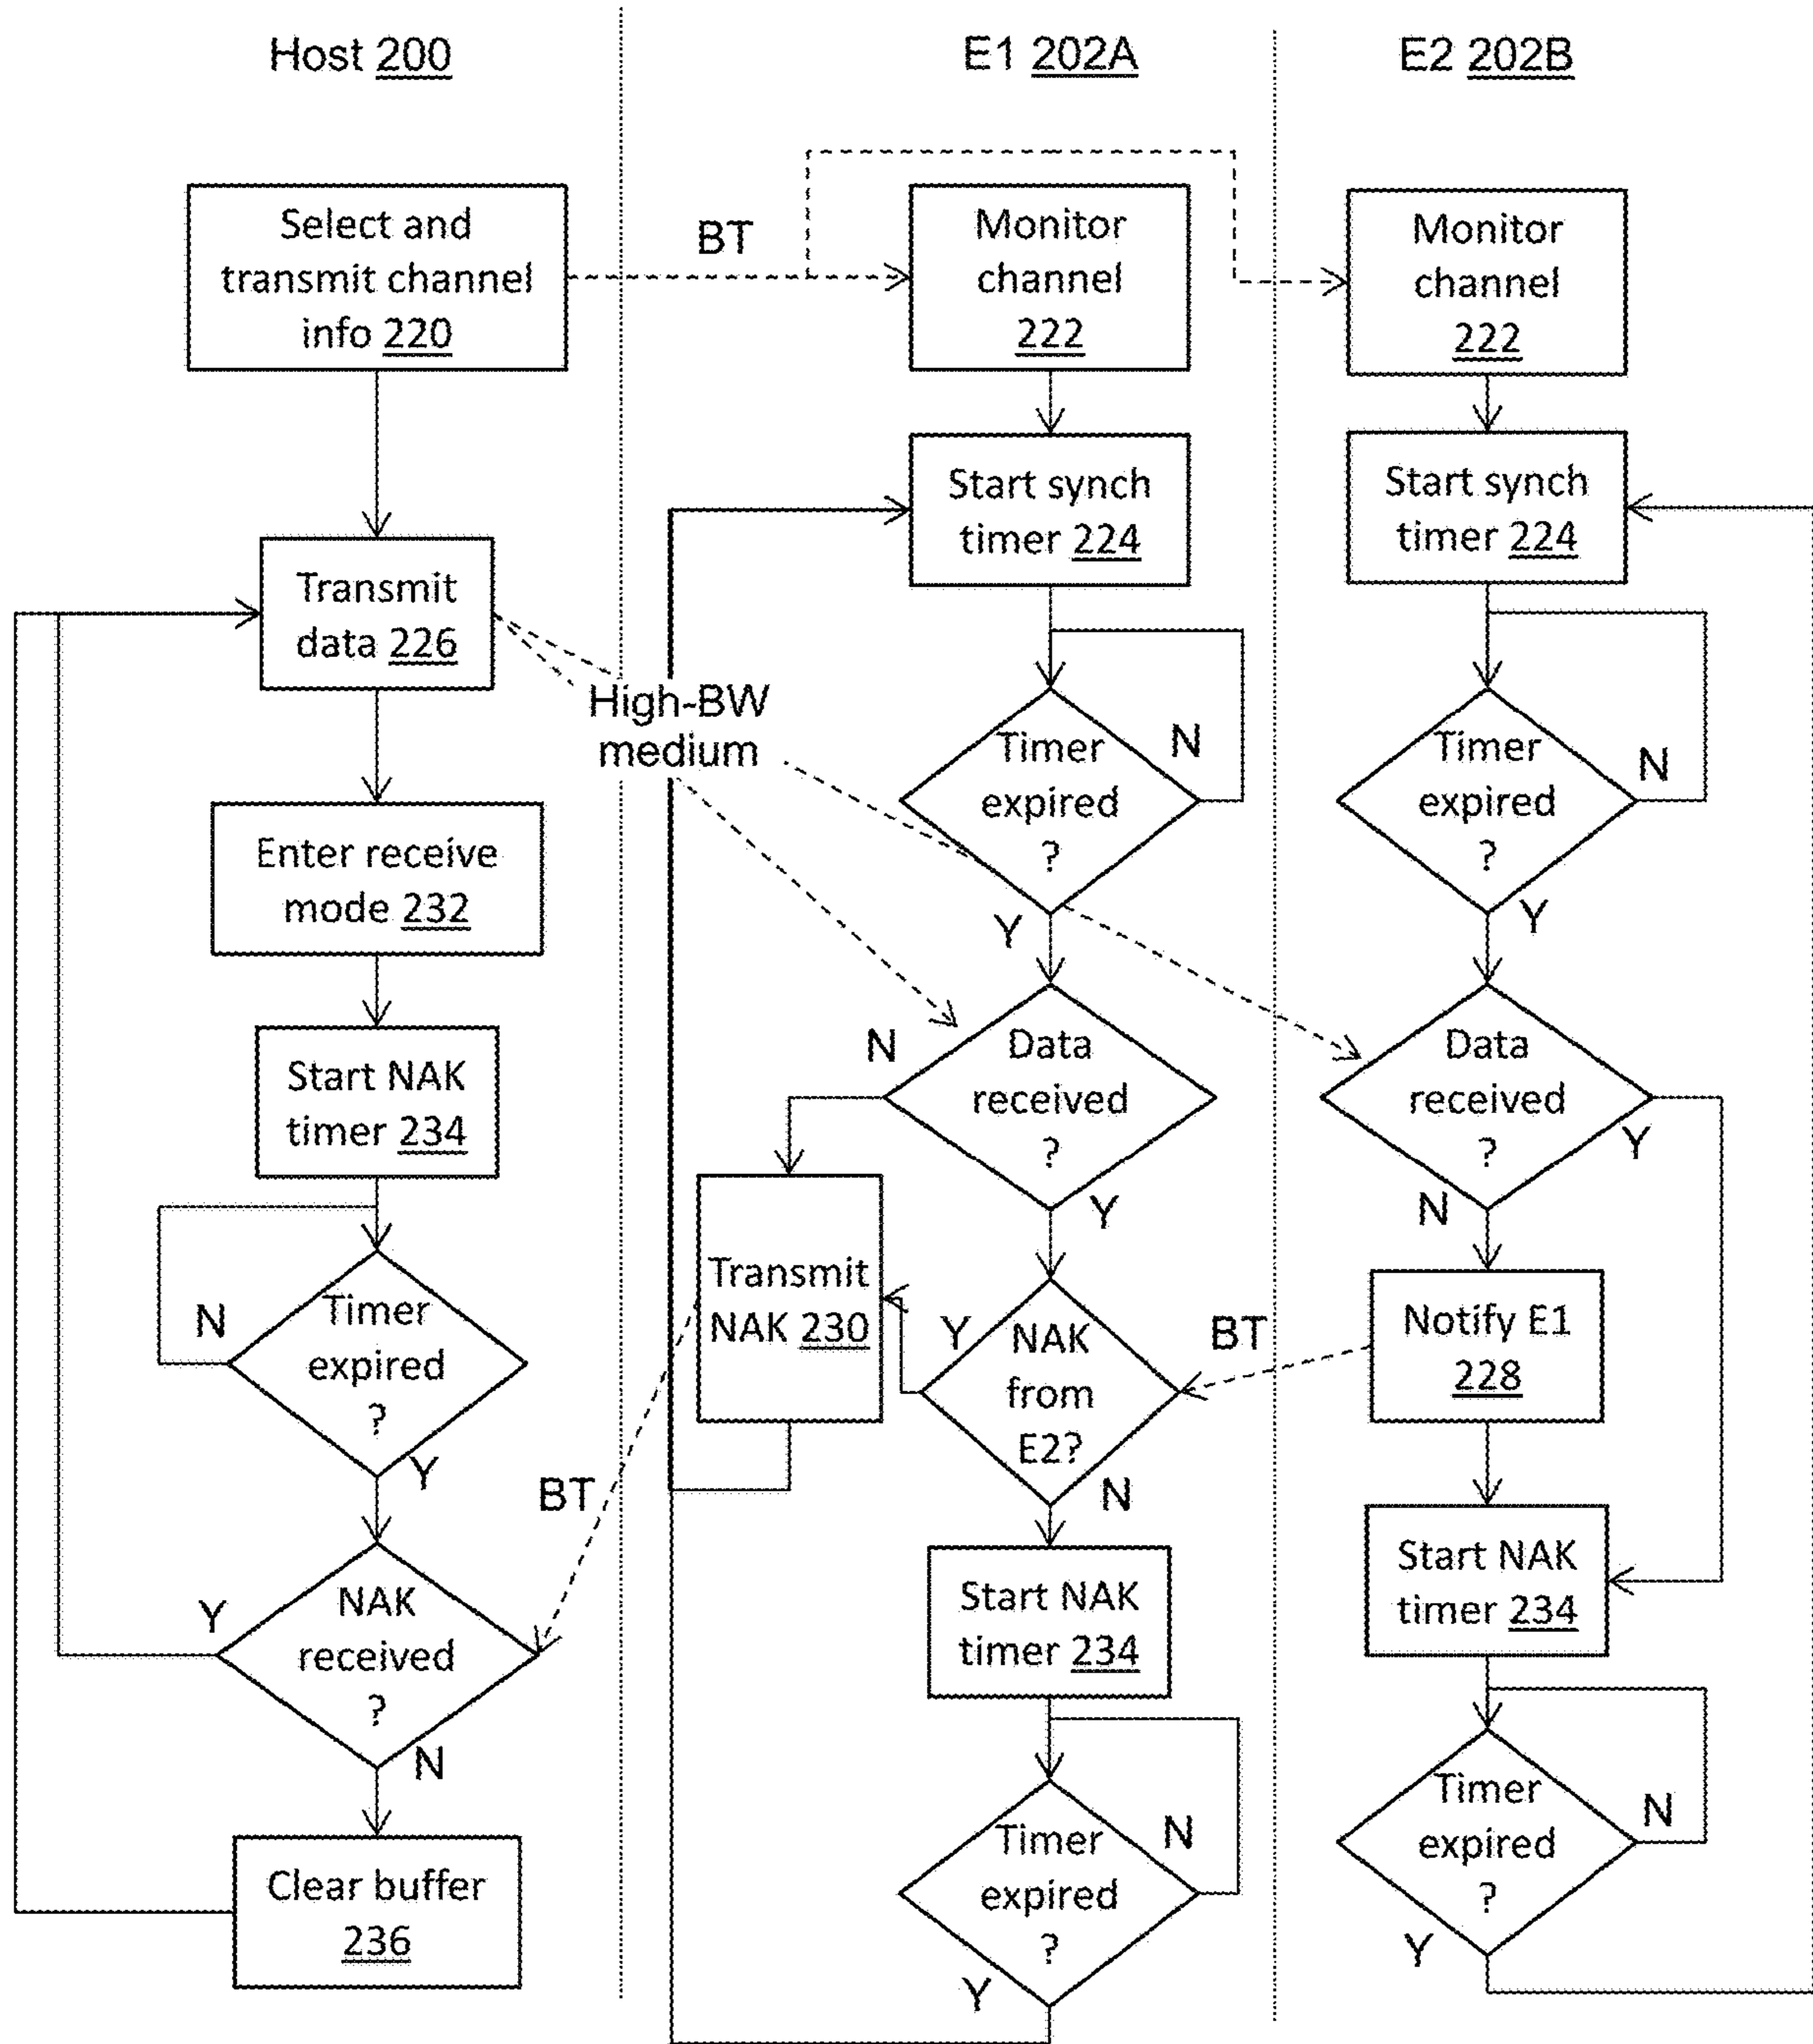 Host 200
E1 202A
E2 202B
Select and
transmit channel
info 220
BT
Monitor
channel
222
Monitor
channel
222
Start synch
timer 224
Start synch
timer 224
Transmit
data 226
High-BW
medium
Timer
expired
?
N
Y
Timer
expired
?
N
Y
Enter receive
mode 232
Start NAK
timer 234
Data
received
?
N
Y
Data
received
?
Y
N
Timer
expired
?
N
Y
Transmit
NAK 230
NAK
from
E2?
Y
N
BT
Notify E1
228
BT
NAK
received
?
Y
N
Start NAK
timer 234
Start NAK
timer 234
Clear buffer
236
Timer
expired
?
N
Y
Timer
expired
?
N
Y